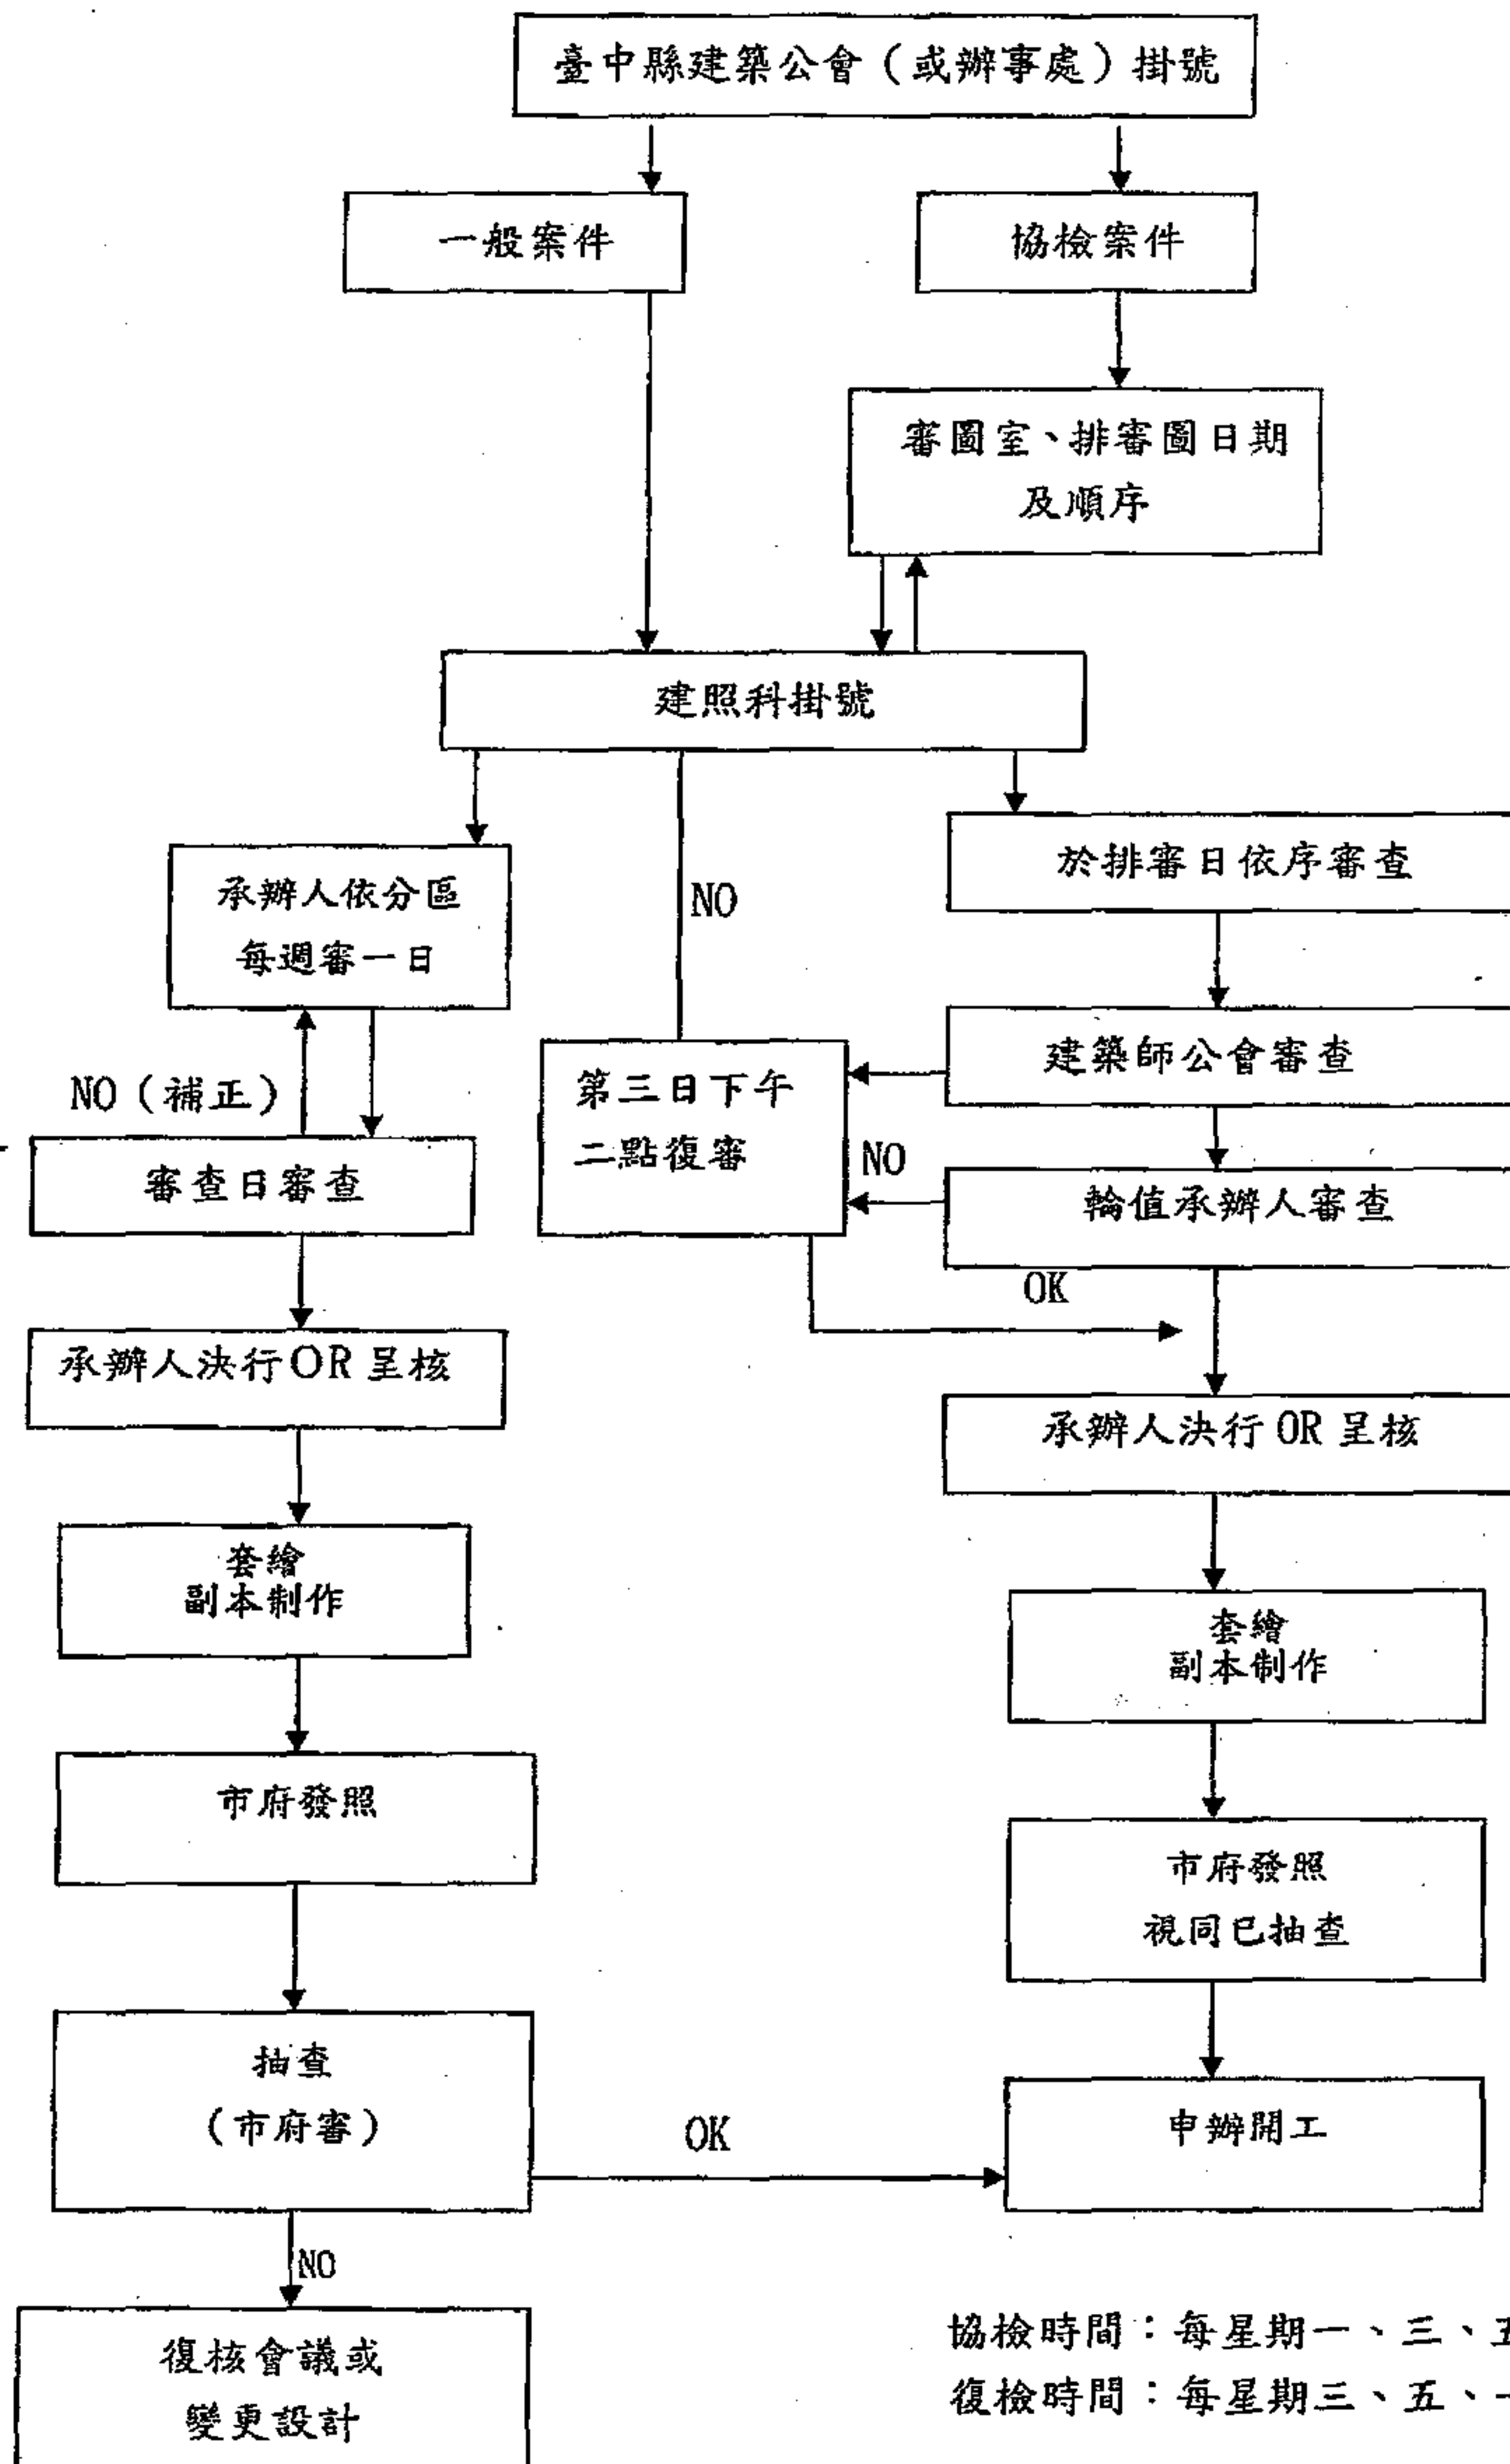 臺中縣建築公會（或辦事處）掛號
一般案件
協檢案件
審圖室、排審圖日期
及順序
建照科掛號
承辦人依分區
每週審一日
NO
於排審日依序審查
建築師公會審查
第三日下午
二點復審
NO（補正）
審查日審查
NO
輪值承辦人審查
OK
承辦人決行OR呈核
承辦人決行OR呈核
套繪
副本制作
套繪
副本制作
市府發照
市府發照
視同已抽查
抽查
（市府審）
OK
申辦開工
NO
復核會議或
變更設計
協檢時間：每星期一、三、五
復檢時間：每星期三、五、一